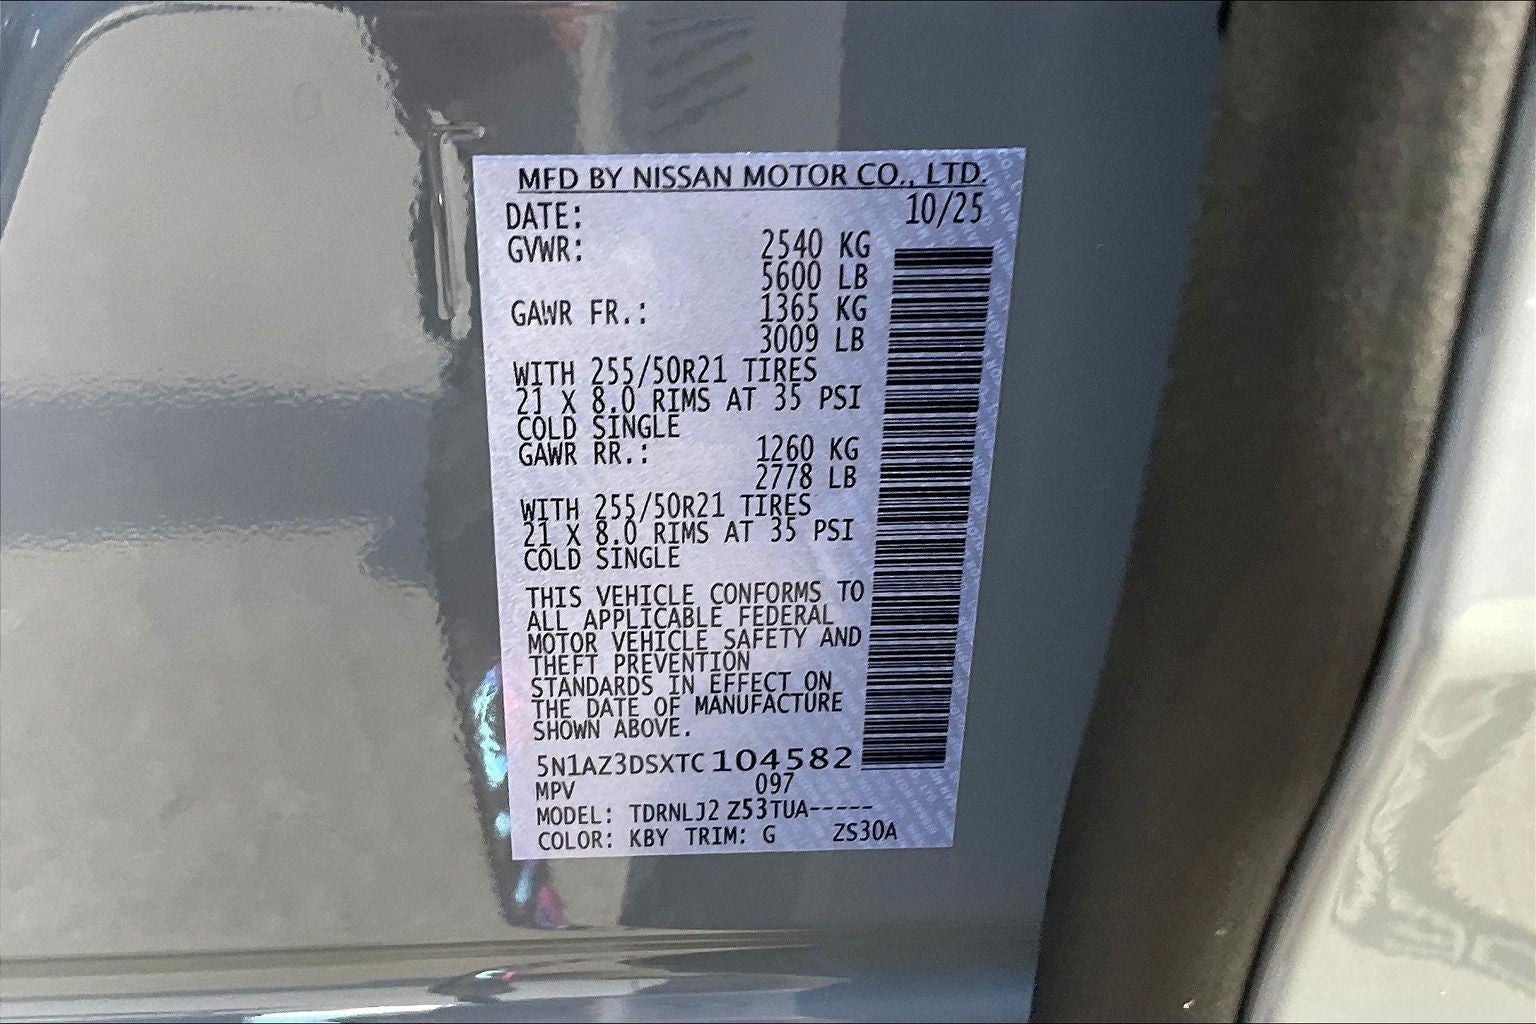 MFD BY NISSAN MOTOR CO., LTD.
DATE: 10/25
GVWR: 2540 KG
5600 LB
GAWR FR.: 1365 KG
3009 LB
WITH 255/50R21 TIRES
21 X 8.0 RIMS AT 35 PSI
COLD SINGLE
GAWR RR.: 1260 KG
2778 LB
WITH 255/50R21 TIRES
21 X 8.0 RIMS AT 35 PSI
COLD SINGLE
THIS VEHICLE CONFORMS TO
ALL APPLICABLE FEDERAL
MOTOR VEHICLE SAFETY AND
THEFT PREVENTION
STANDARDS IN EFFECT ON
THE DATE OF MANUFACTURE
SHOWN ABOVE.
5N1AZ3DSXTC104582
MPV 097
MODEL: TDRNLJ2 Z53TUA-----
COLOR: KBY TRIM: G ZS30A